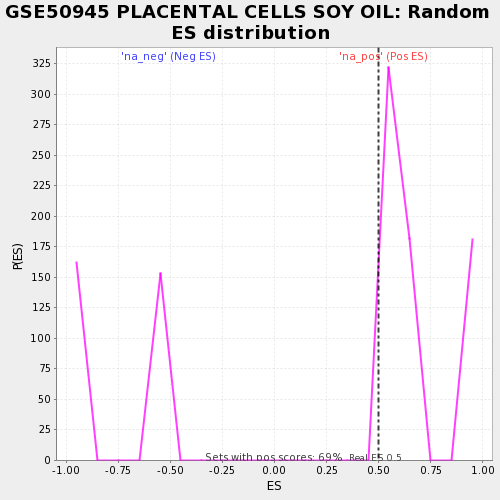 GSE50945 PLACENTAL CELLS SOY OIL: Random
ES distribution
'na_neg' (Neg ES)
'na_pos' (Pos ES)
325
300
275
250
225
200
175
150
125
100
75
50
25
0
P(ES)
Sets with pos scores: 69%
Real ES 0.5
-1.00 -0.75 -0.50 -0.25 0.00 0.25 0.50 0.75 1.00
ES